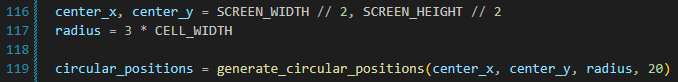 116 center_x, center_y = SCREEN_WIDTH // 2, SCREEN_HEIGHT // 2
117 radius = 3 * CELL_WIDTH
118
119 circular_positions = generate_circular_positions(center_x, center_y, radius, 20)